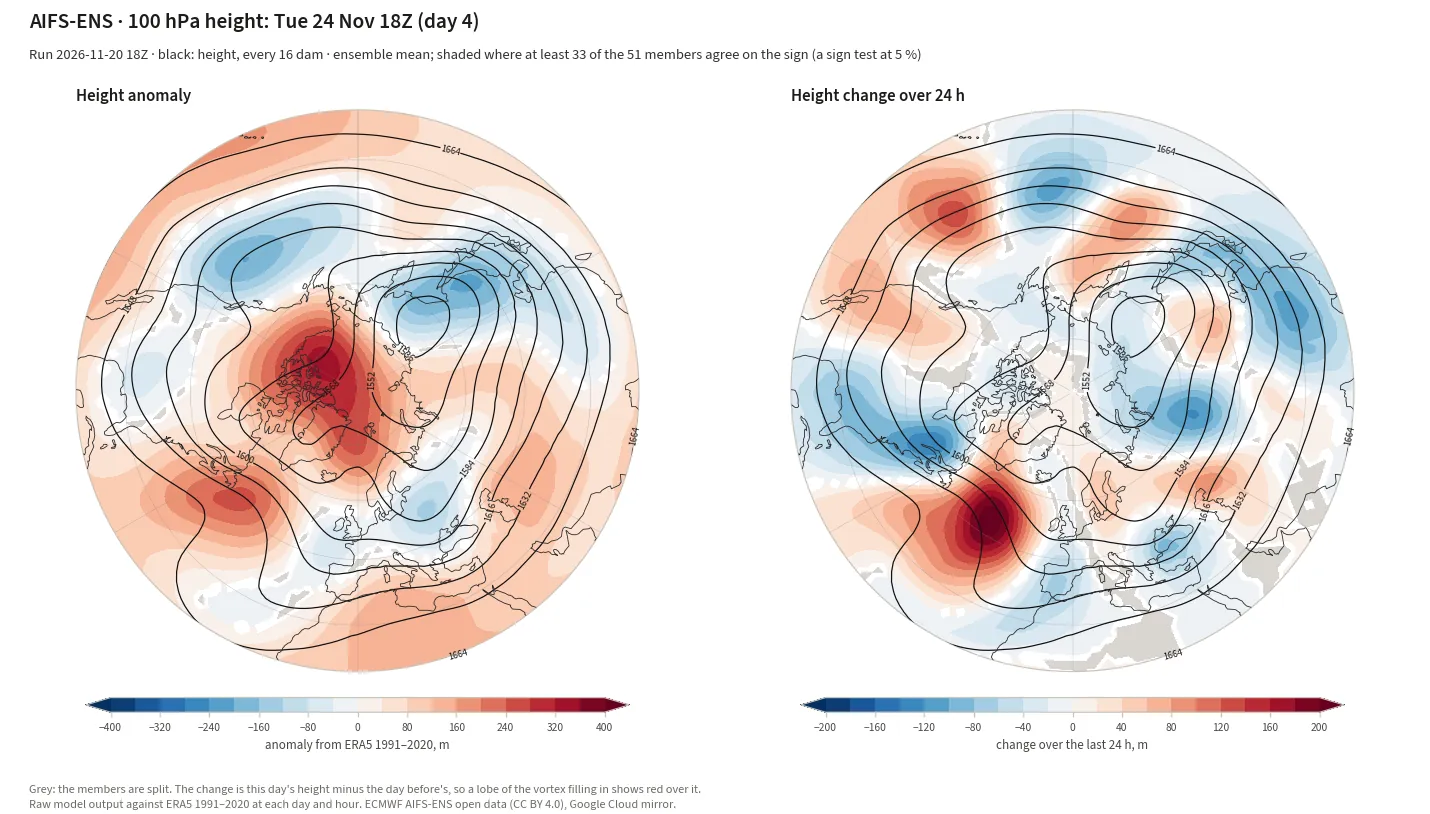 AIFS-ENS · 100 hPa height: Tue 24 Nov 18Z (day 4)
Run 2026-11-20 18Z · black: height, every 16 dam · ensemble mean; shaded where at least 33 of the 51 members agree on the sign (a sign test at 5 %)
Height anomaly
Height change over 24 h
1664
1648
1552
1600
1584
1616
1632
1664
1664
1664
1648
1552
1600
1584
1616
1632
1664
1664
−400 −320 −240 −160 −80 0 80 160 240 320 400
anomaly from ERA5 1991–2020, m
−200 −160 −120 −80 −40 0 40 80 120 160 200
change over the last 24 h, m
Grey: the members are split. The change is this day's height minus the day before's, so a lobe of the vortex filling in shows red over it.
Raw model output against ERA5 1991–2020 at each day and hour. ECMWF AIFS-ENS open data (CC BY 4.0), Google Cloud mirror.